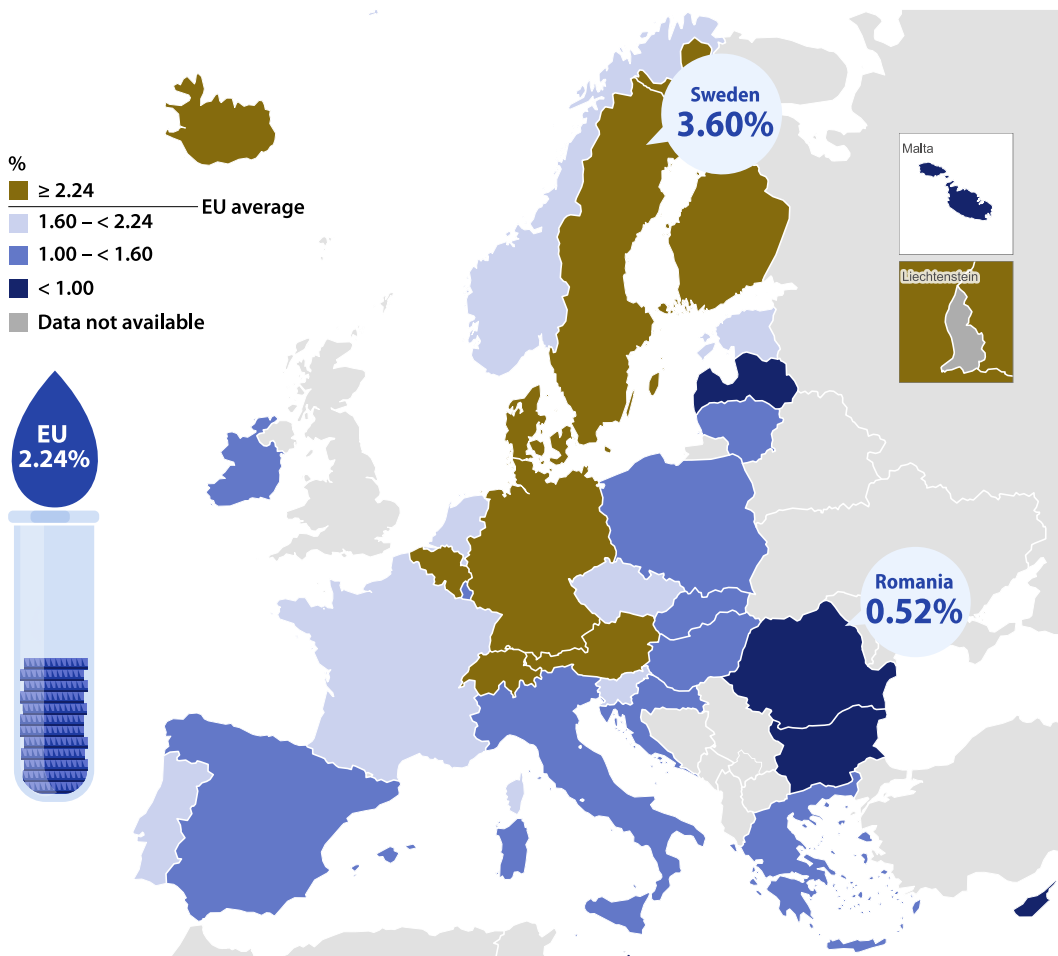 Sweden
3.60%
%
≥ 2.24
EU average
1.60 – < 2.24
1.00 – < 1.60
< 1.00
Data not available
Malta
Liechtenstein
EU
2.24%
Romania
0.52%